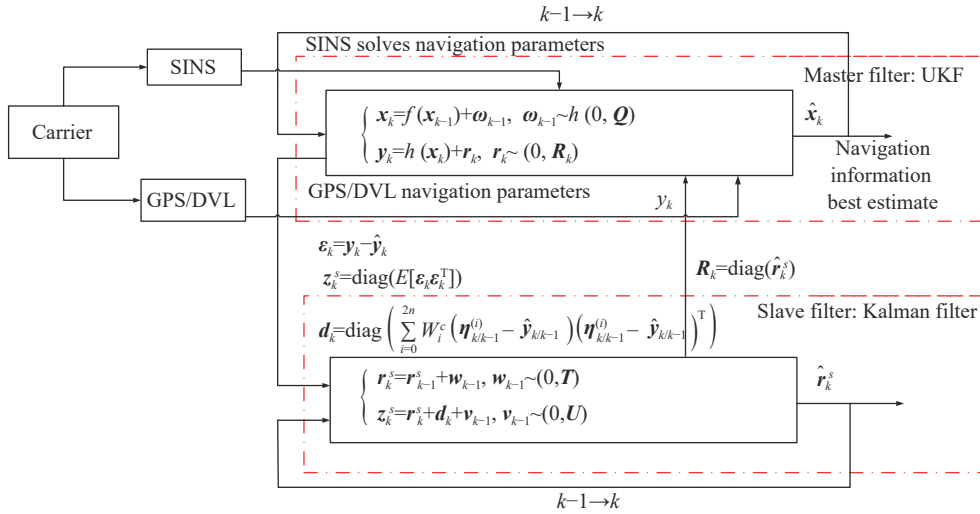 k−1→k
SINS solves navigation parameters
SINS
Master filter: UKF
Carrier
x_k=f(x_{k−1})+ω_{k−1}, ω_{k−1}~h(0, Q)
y_k=h(x_k)+r_k, r_k~(0, R_k)
x̂_k
Navigation
information
best estimate
GPS/DVL
GPS/DVL navigation parameters
y_k
ε_k=y_k−ŷ_k
z_k^s=diag(E[ε_kε_k^T])
R_k=diag(r̂_k^s)
Slave filter: Kalman filter
d_k=diag(∑_{i=0}^{2n} W_i^c (η_{k/k−1}^{(i)}−ŷ_{k/k−1})(η_{k/k−1}^{(i)}−ŷ_{k/k−1})^T)
r_k^s=r_{k−1}^s+w_{k−1}, w_{k−1}~(0,T)
z_k^s=r_k^s+d_k+v_{k−1}, v_{k−1}~(0,U)
r̂_k^s
k−1→k